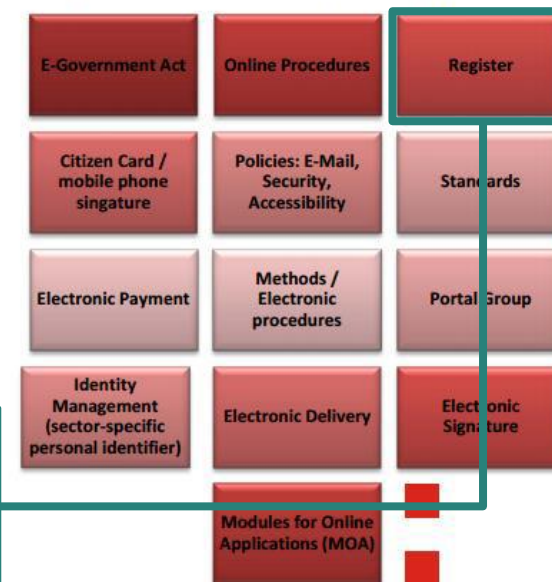 E-Government Act
Online Procedures
Register
Citizen Card /
mobile phone
singature
Policies: E-Mail,
Security,
Accessibility
Standards
Electronic Payment
Methods /
Electronic
procedures
Portal Group
Identity
Management
(sector-specific
personal identifier)
Electronic Delivery
Electronic
Signature
Modules for Online
Applications (MOA)